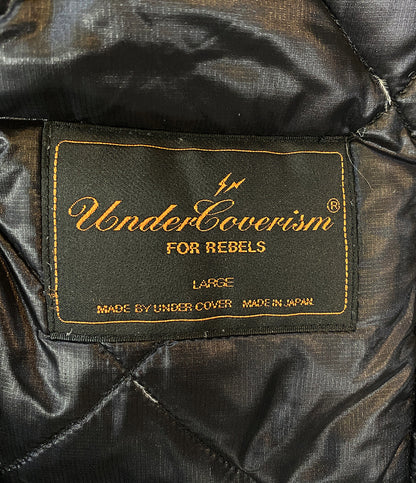 UnderCoverism®
FOR REBELS
LARGE
MADE BY UNDER COVER MADE IN JAPAN.